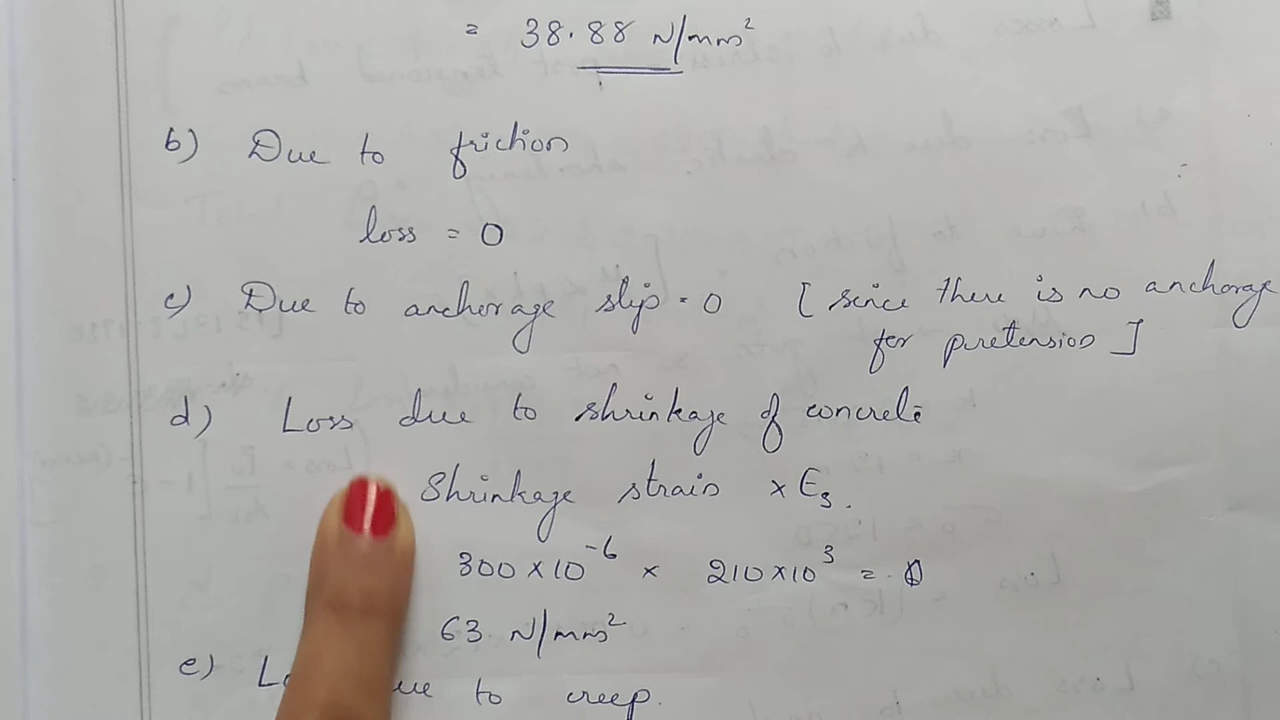 = 38.88 N/mm²
b) Due to friction
loss = 0
c) Due to anchorage slip = 0 [ since there is no anchorage
for pretension ]
d) Loss due to shrinkage of concrete
Shrinkage strain × Es.
300 × 10⁻⁶ × 210 × 10³ =
63 N/mm²
e) to creep.